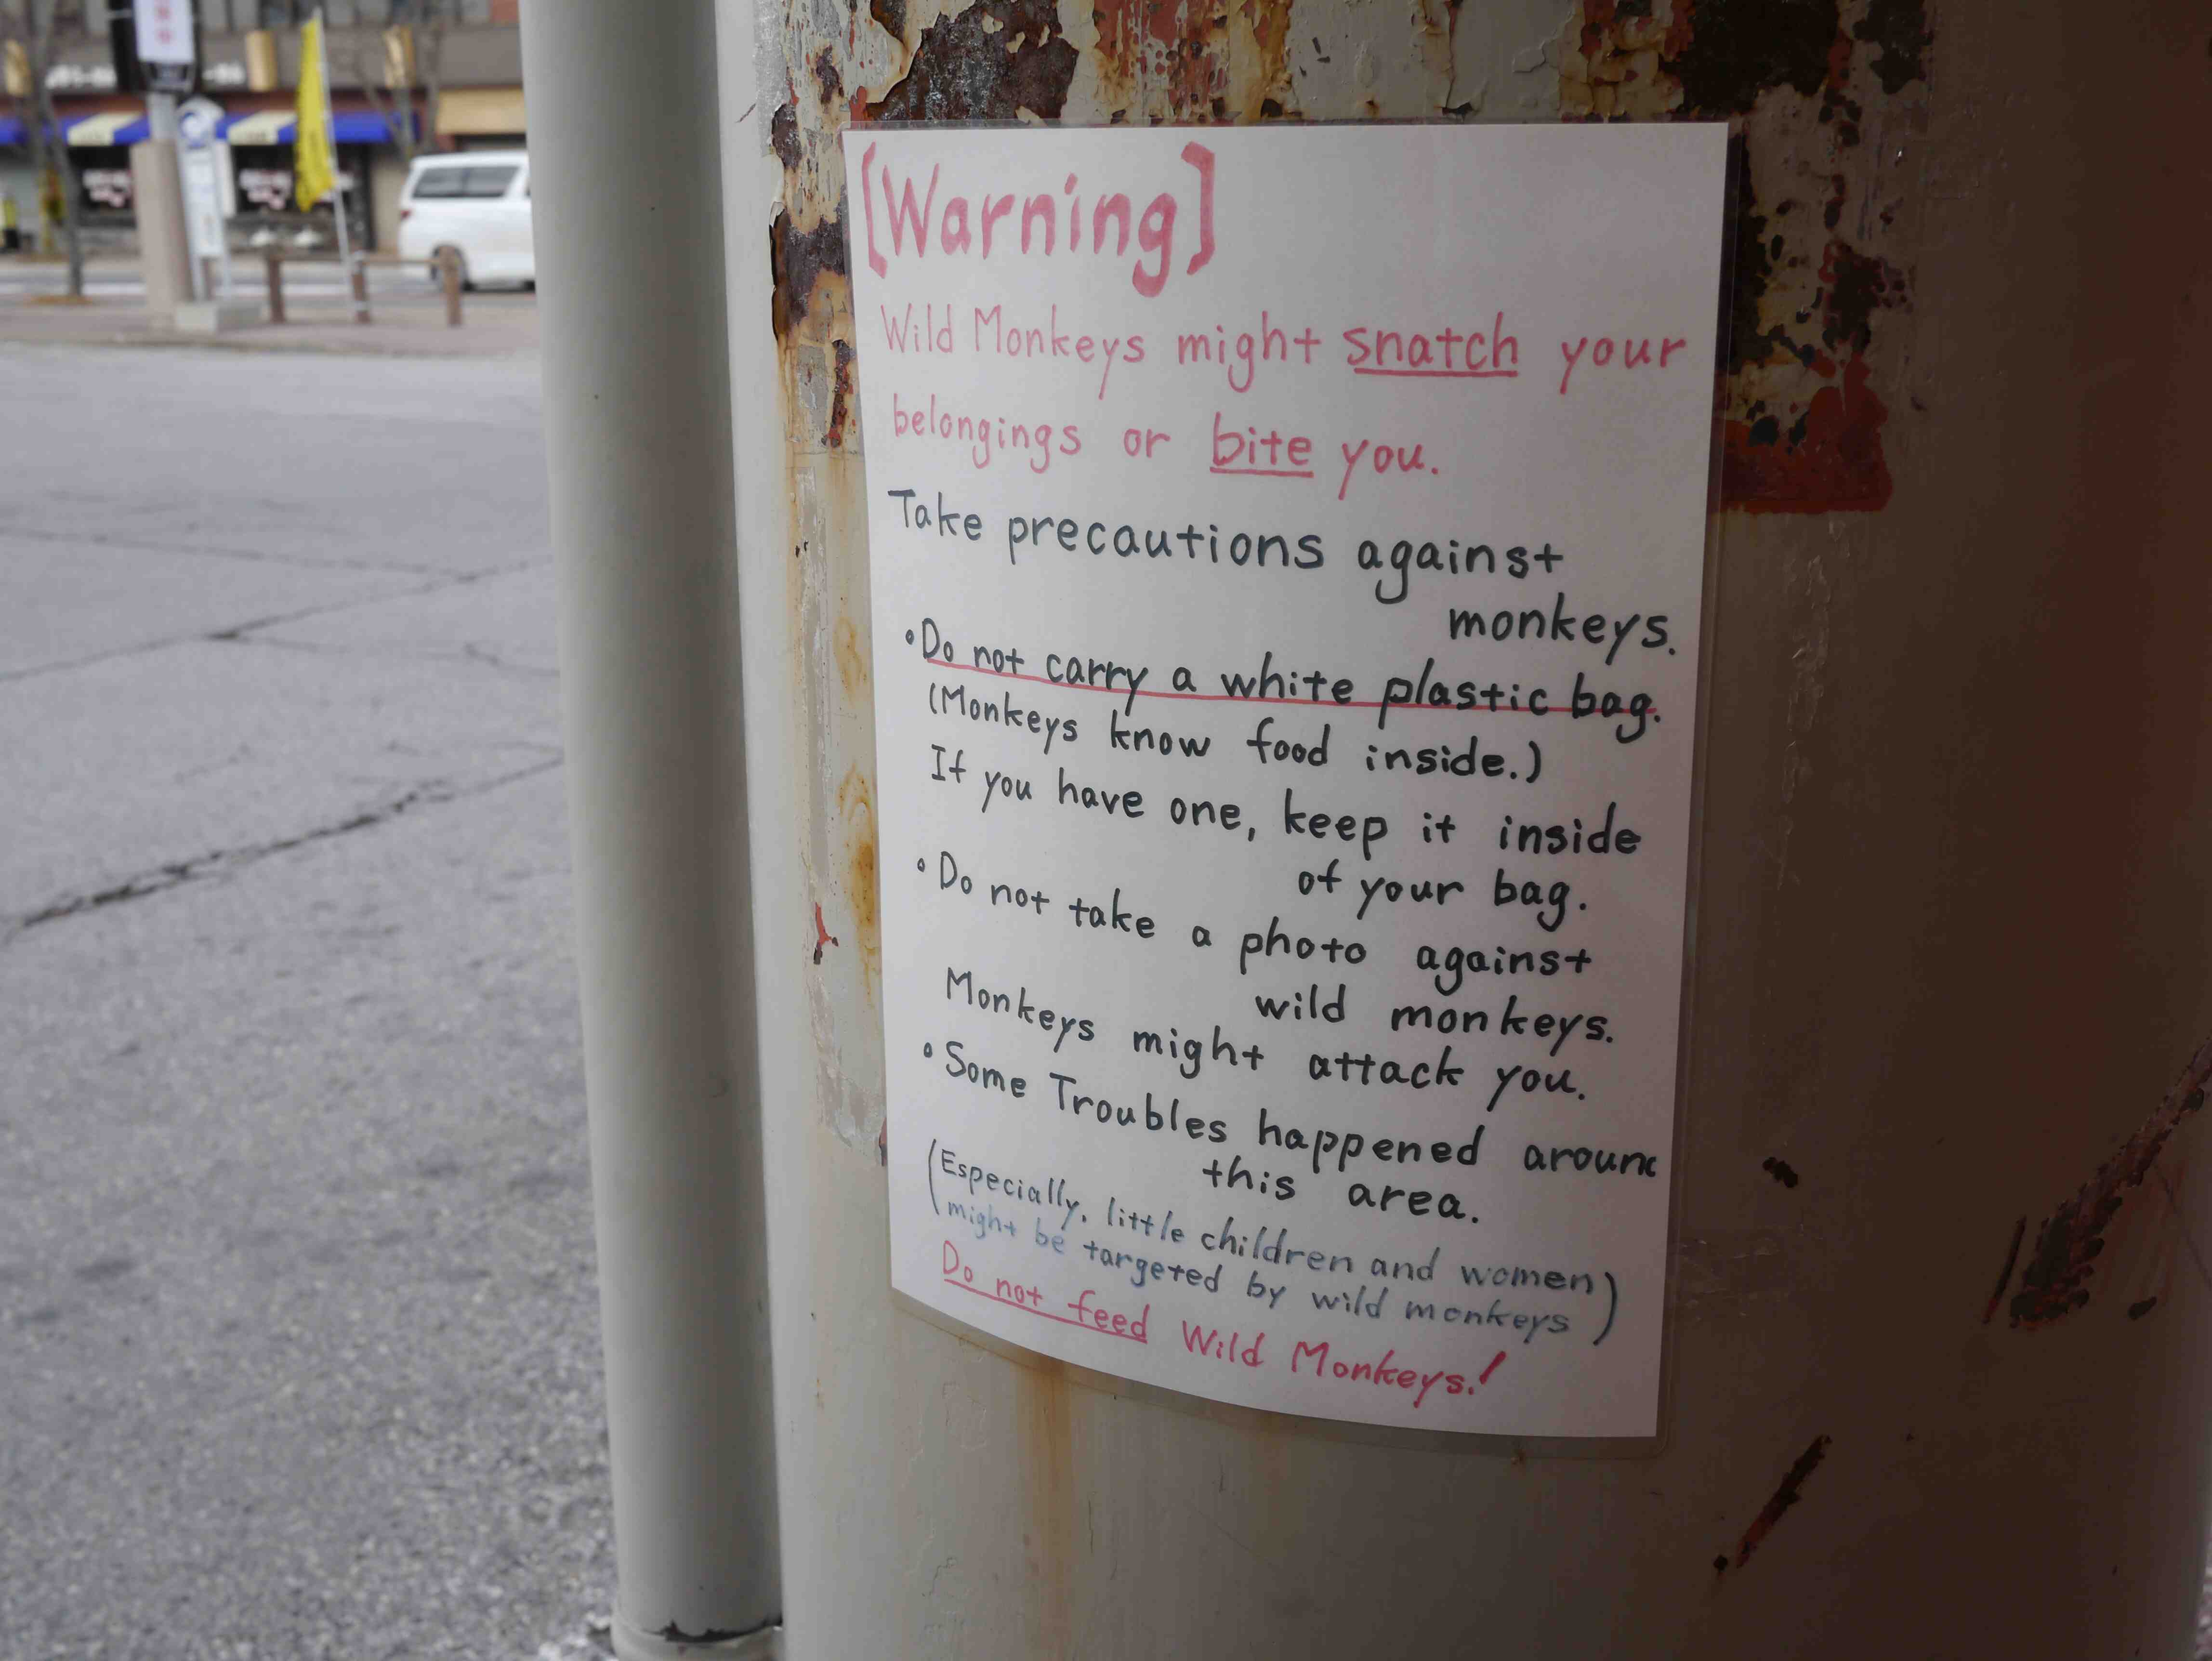 [Warning]
Wild Monkeys might snatch your
belongings or bite you.
Take precautions against
monkeys.
• Do not carry a white plastic bag.
(Monkeys know food inside.)
If you have one, keep it inside
of your bag.
• Do not take a photo against
wild monkeys.
Monkeys might attack you.
• Some Troubles happened around
this area.
(Especially, little children and women
might be targeted by wild monkeys)
Do not feed Wild Monkeys!